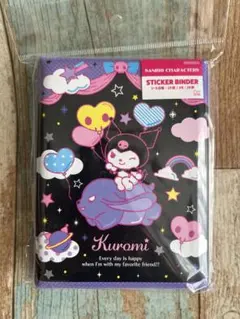 SANRIO CHARACTERS
STICKER BINDER
Kuromi
Every day is happy
when I'm with my favorite friend!!